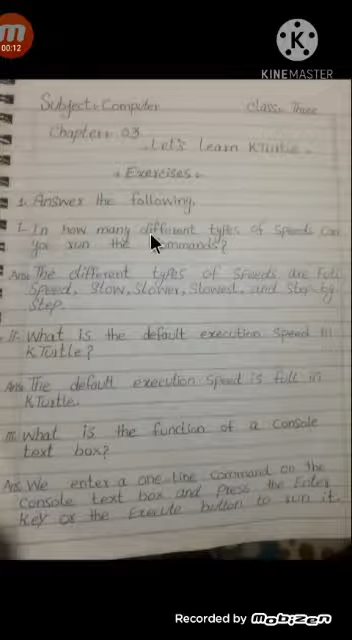 00:12
K
KINEMASTER
Subject:- Computer Class:- Three
Chapter:- 03
Let's Learn KTurtle.
Exercises
1. Answer the following.
I. In how many different types of speeds can
you run the commands?
Ans The different types of speeds are Full
Speed, Slow, Slower, Slowest, and Step-by
Step.
II. What is the default execution speed in
KTurtle?
Ans The default execution speed is full in
KTurtle.
III. What is the function of a console
text box?
Ans We enter a one-line command on the
console text box and press the Enter
key or the Execute button to run it.
Recorded by Mobizen